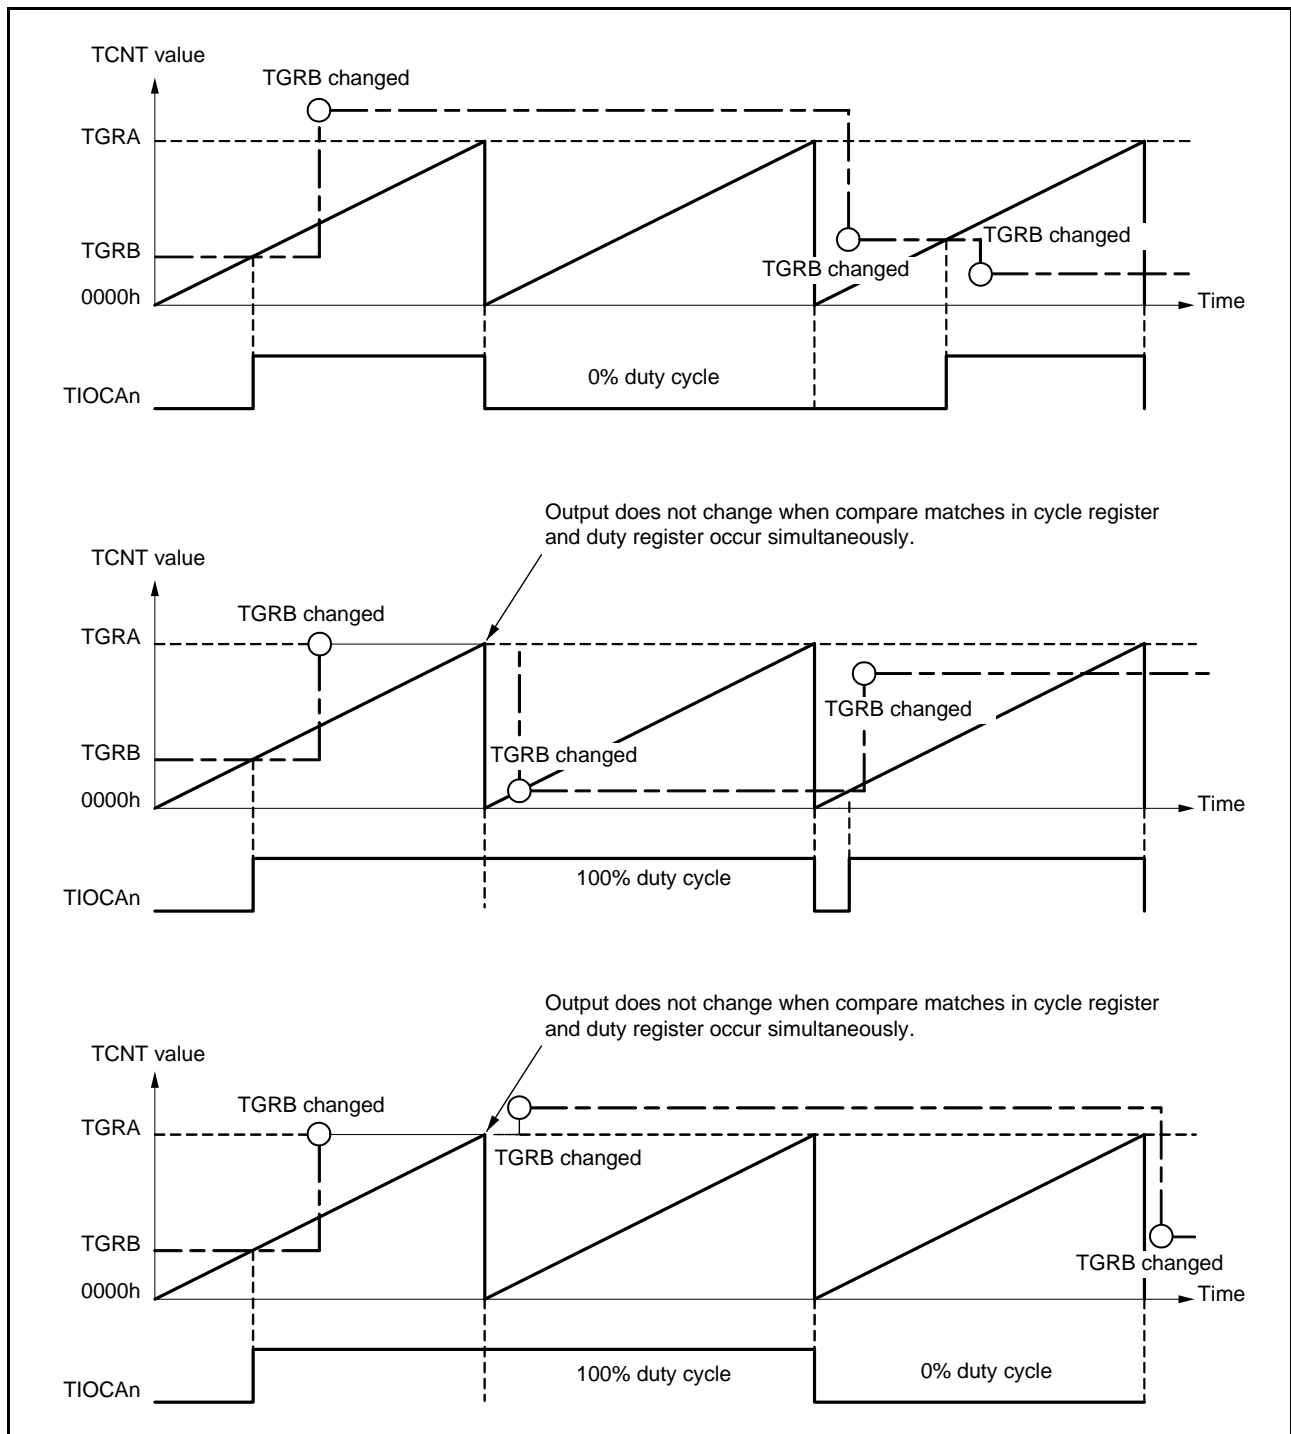 TCNT value
TGRB changed
TGRA
TGRB
TGRB changed
TGRB changed
0000h
Time
0% duty cycle
TIOCAn
Output does not change when compare matches in cycle register
and duty register occur simultaneously.
TCNT value
TGRB changed
TGRA
TGRB changed
TGRB
TGRB changed
0000h
Time
100% duty cycle
TIOCAn
Output does not change when compare matches in cycle register
and duty register occur simultaneously.
TCNT value
TGRB changed
TGRA
TGRB changed
TGRB
TGRB changed
0000h
Time
100% duty cycle
0% duty cycle
TIOCAn